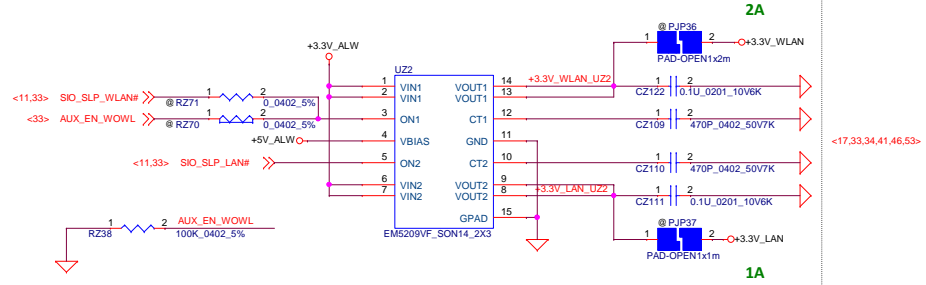 2A
@ PJP36
1 2 +3.3V_WLAN
PAD-OPEN1x2m
+3.3V_ALW
UZ2
1 VIN1 VOUT1 14 +3.3V_WLAN_UZ2
2 VIN1 VOUT1 13
CZ122 1 2 0.1U_0201_10V6K
<11,33> SIO_SLP_WLAN# @ RZ71 1 2 0_0402_5%
<33> AUX_EN_WOWL @ RZ70 1 2 0_0402_5%
3 ON1 CT1 12
CZ109 1 2 470P_0402_50V7K
+5V_ALW 4 VBIAS GND 11
<17,33,34,41,46,53>
<11,33> SIO_SLP_LAN# 5 ON2 CT2 10
CZ110 1 2 470P_0402_50V7K
6 VIN2 VOUT2 9
7 VIN2 VOUT2 8 +3.3V_LAN_UZ2
CZ111 1 2 0.1U_0201_10V6K
GPAD 15
EM5209VF_SON14_2X3
RZ38 1 2 AUX_EN_WOWL
100K_0402_5%
@ PJP37
1 2 +3.3V_LAN
PAD-OPEN1x1m
1A